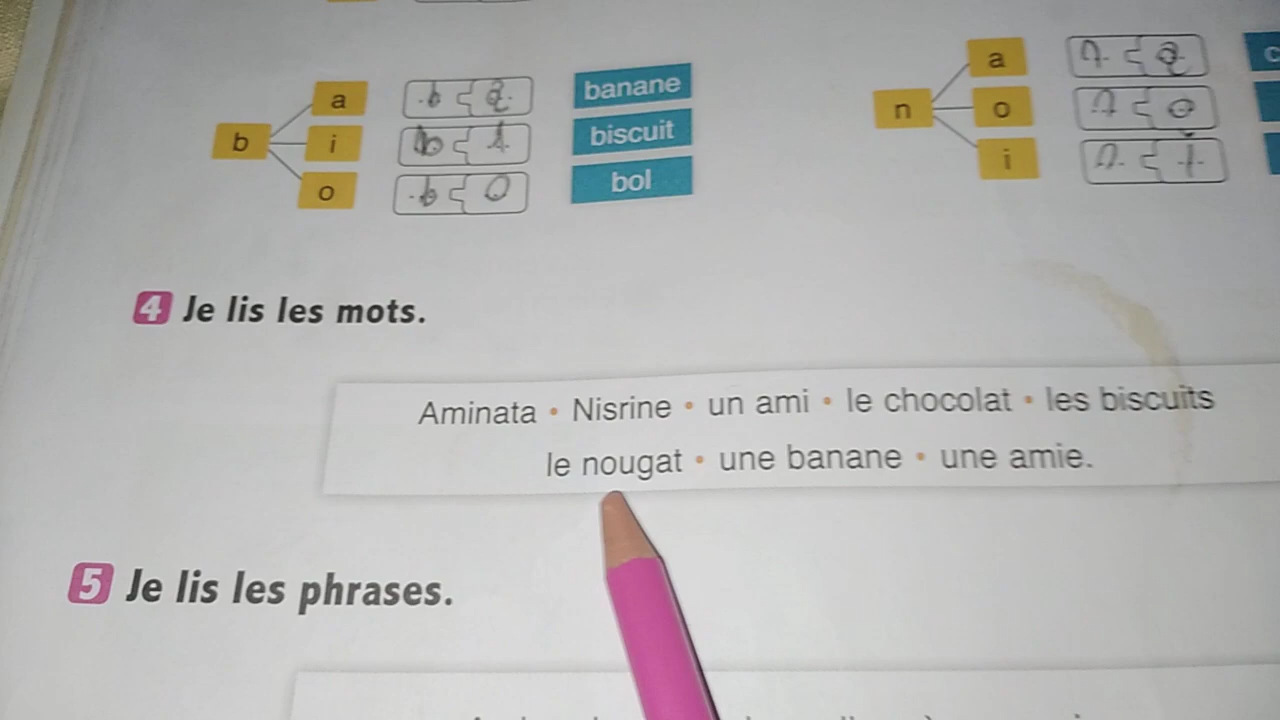 b a b a banane
i b i biscuit
o b o bol
n a n a
o n o
i n i
4 Je lis les mots.
Aminata • Nisrine • un ami • le chocolat • les biscuits
le nougat • une banane • une amie.
5 Je lis les phrases.